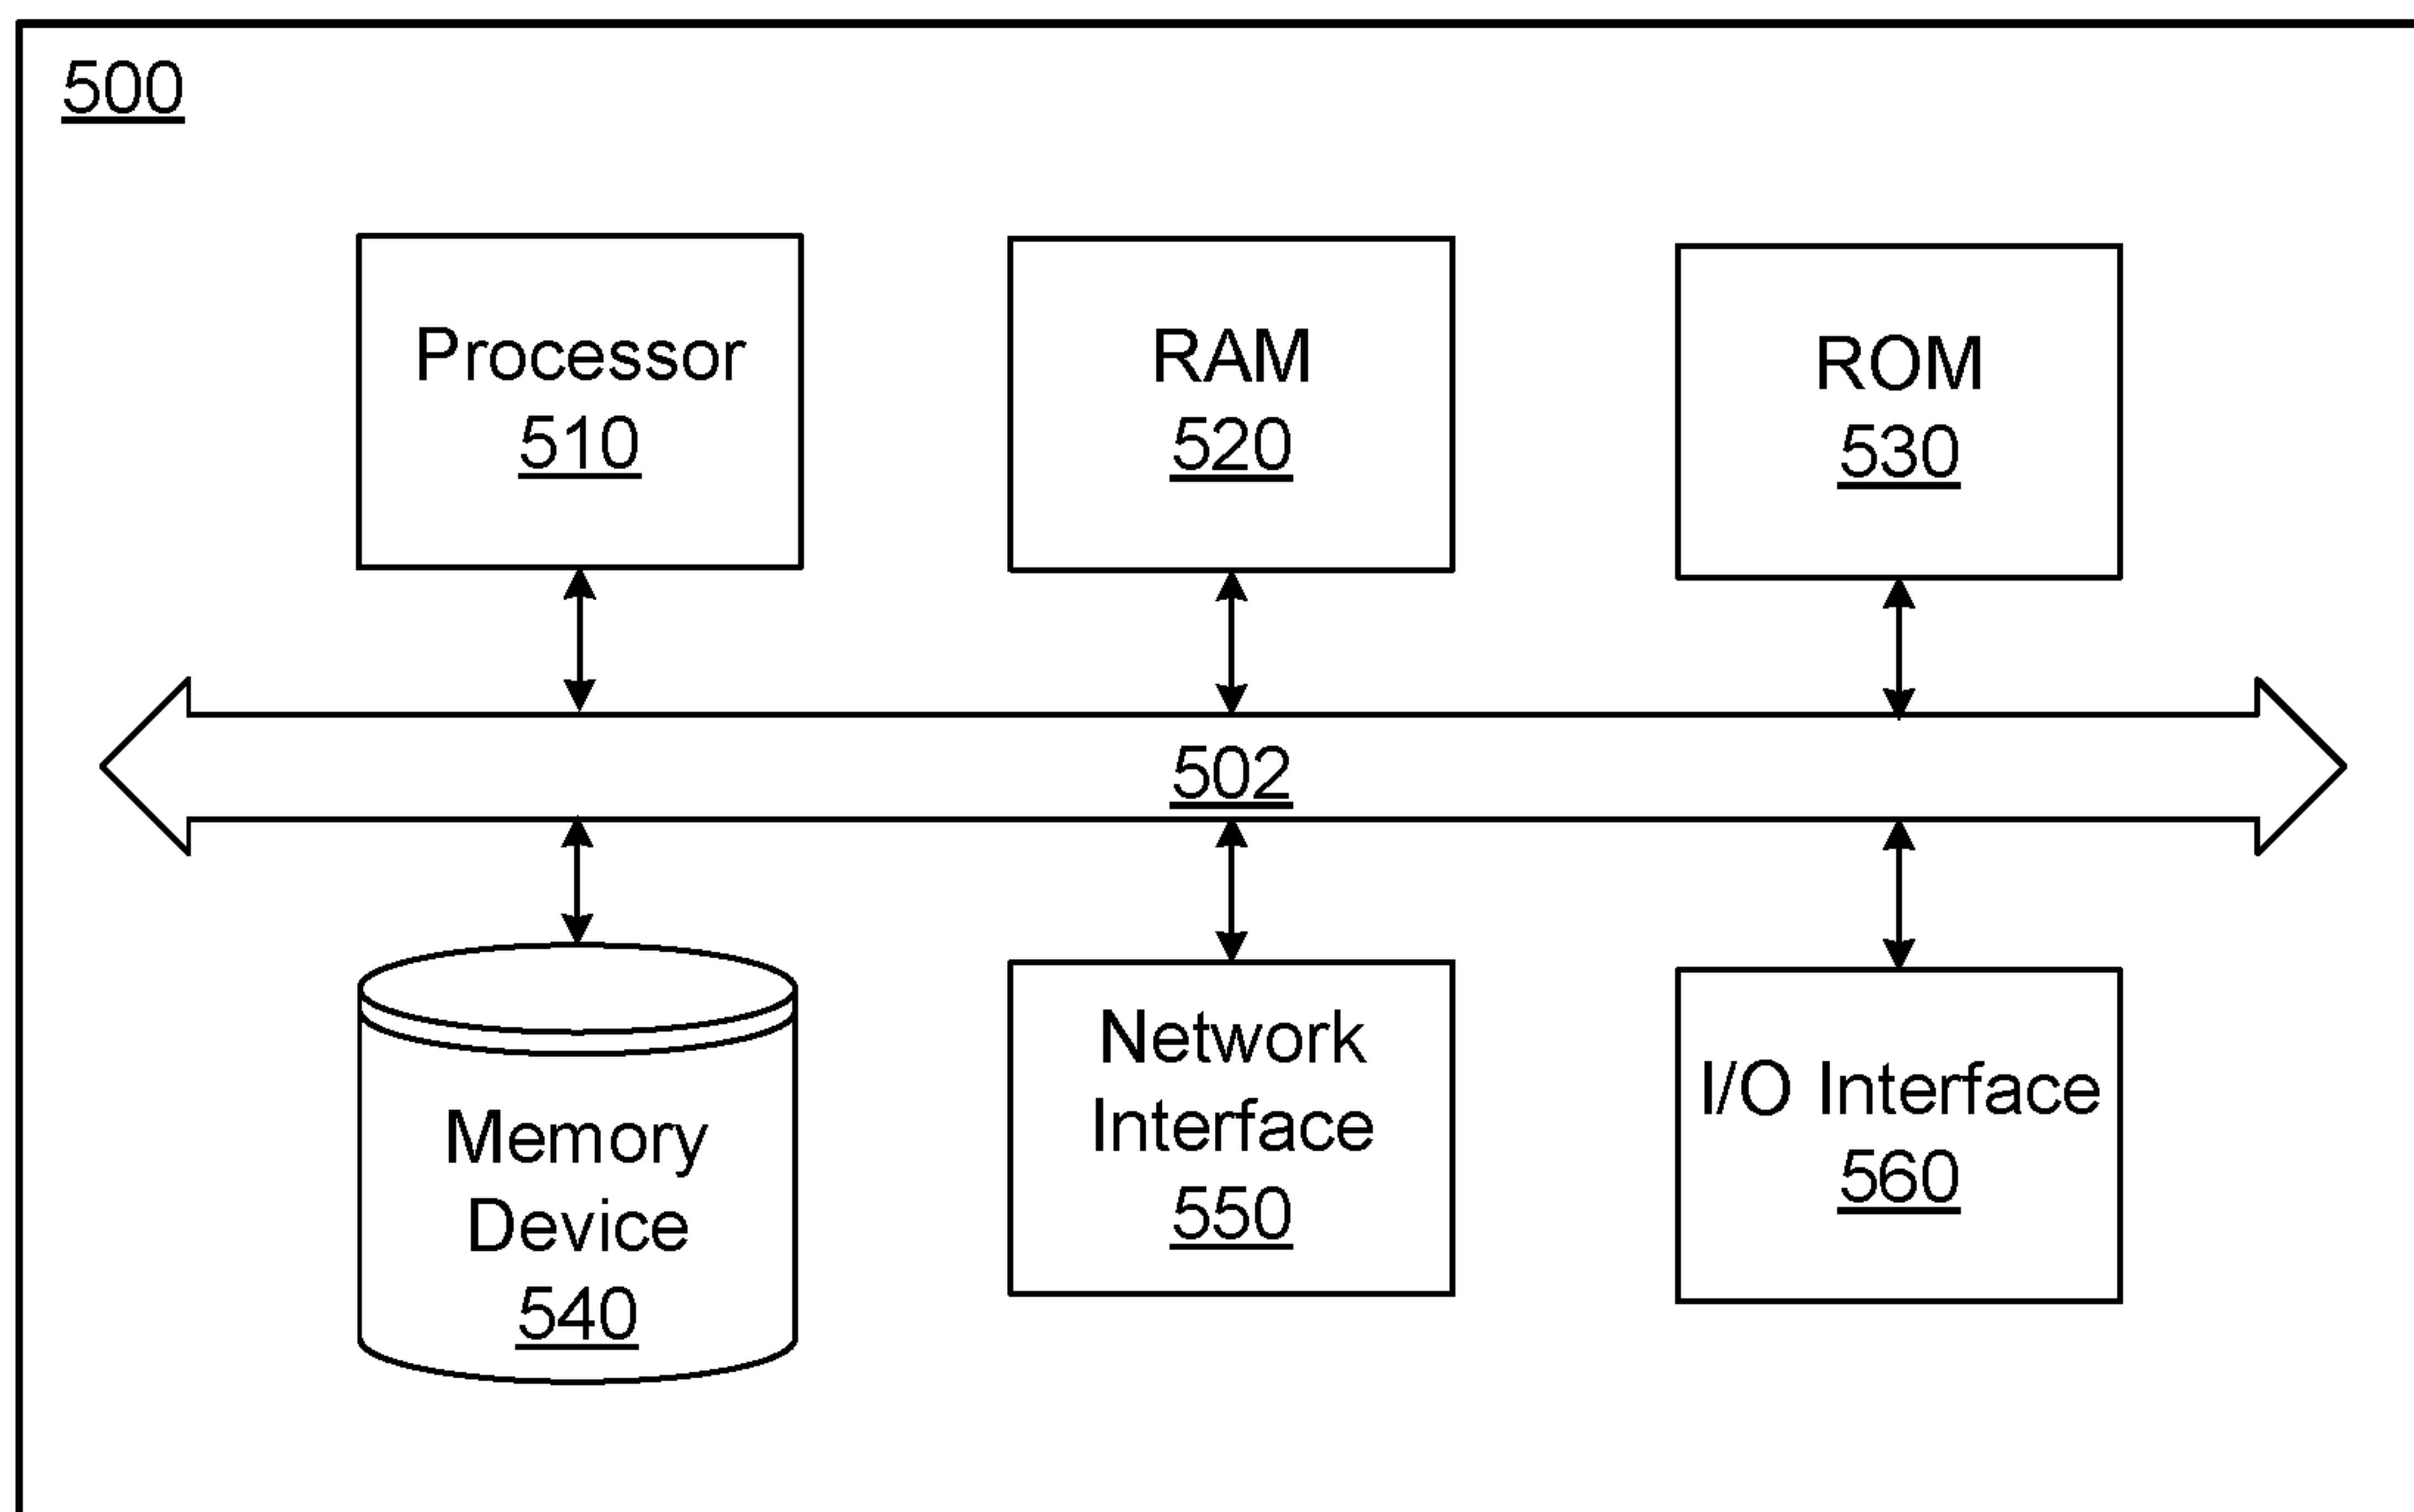 500
Processor
510
RAM
520
ROM
530
502
Memory
Device
540
Network
Interface
550
I/O Interface
560